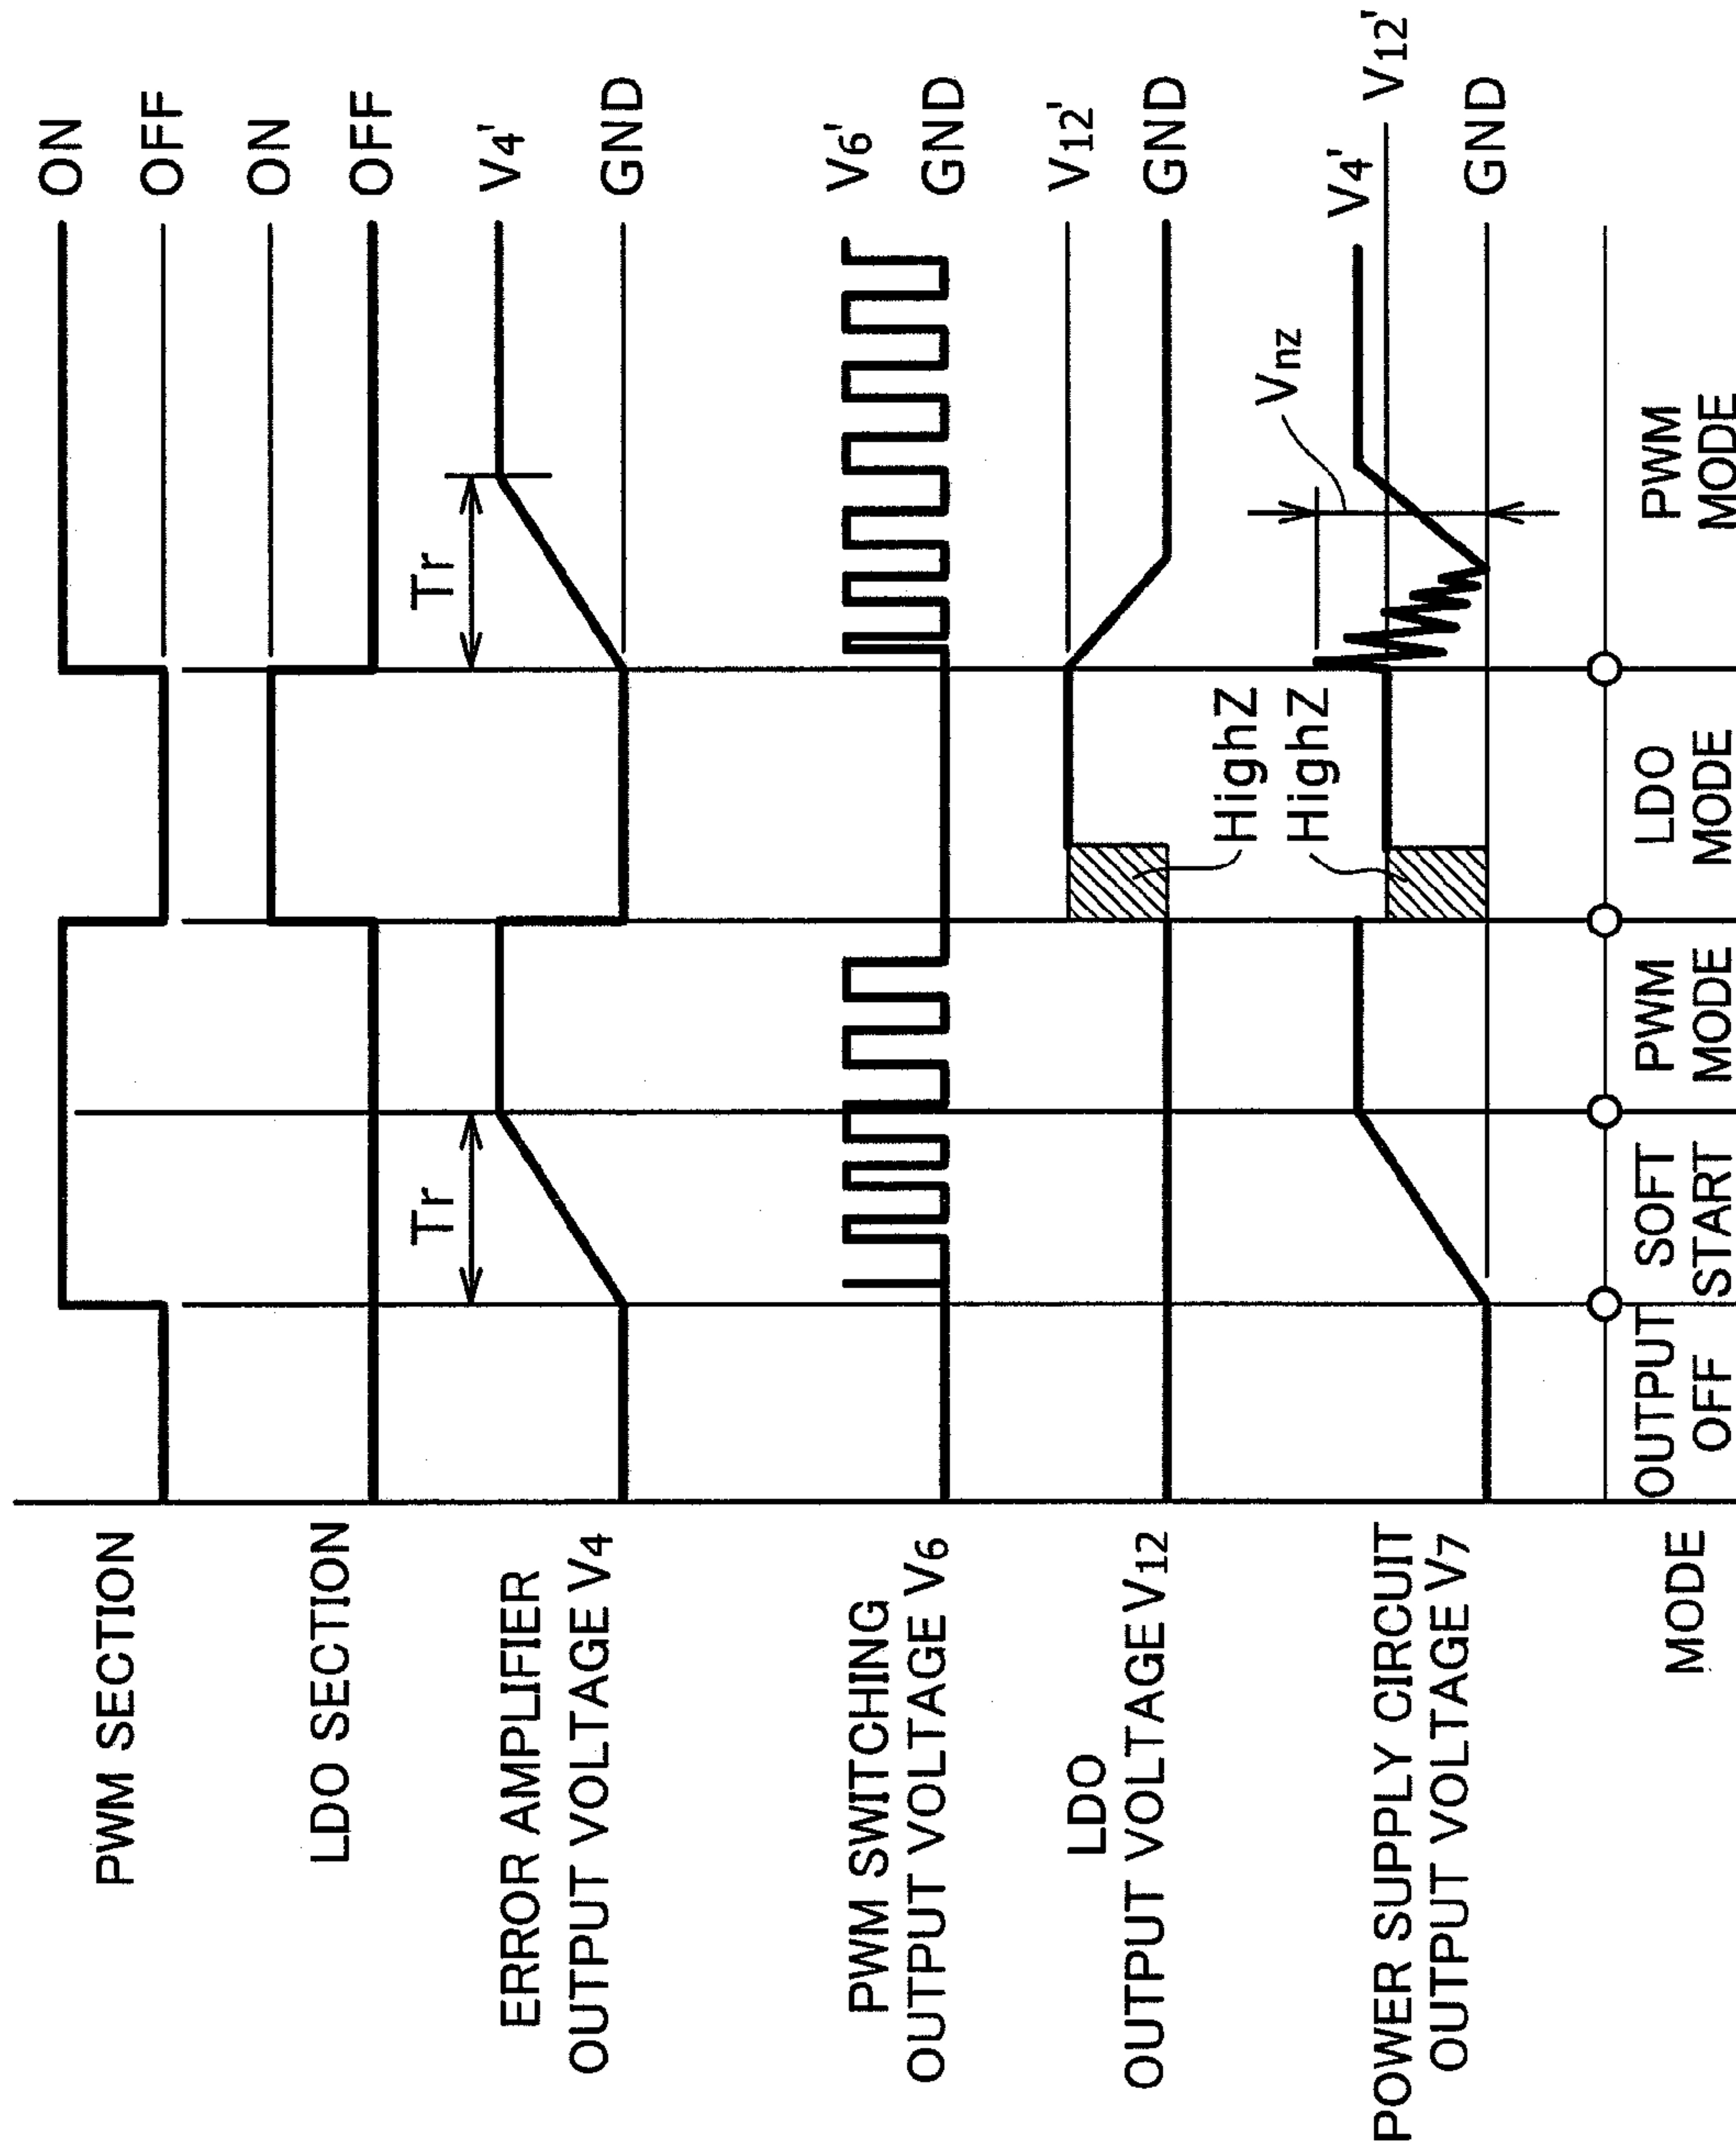 PWM SECTION
ON
OFF
LDO SECTION
ON
OFF
ERROR AMPLIFIER
OUTPUT VOLTAGE V4
Tr
Tr
V4'
GND
PWM SWITCHING
OUTPUT VOLTAGE V6
V6'
GND
LDO
OUTPUT VOLTAGE V12
V12'
GND
HighZ
HighZ
POWER SUPPLY CIRCUIT
OUTPUT VOLTAGE V7
Vnz
V4'
V12'
GND
MODE
OUTPUT
OFF
SOFT
START
PWM
MODE
LDO
MODE
PWM
MODE